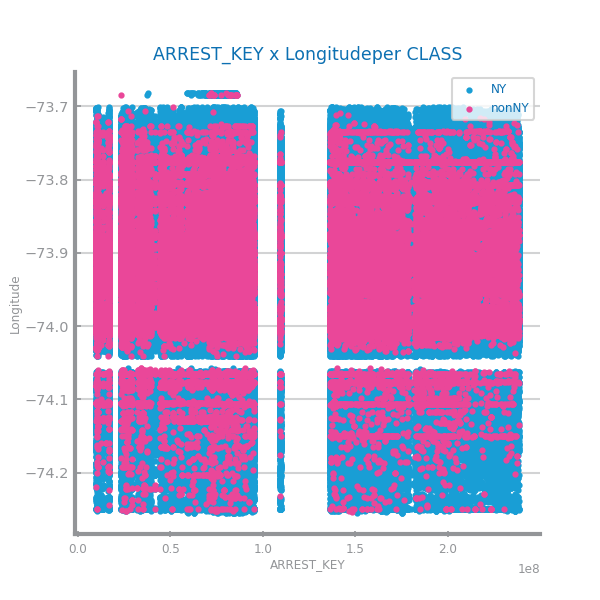 ARREST_KEY x Longitudeper CLASS
NY
nonNY
−73.7
−73.8
−73.9
−74.0
−74.1
−74.2
Longitude
0.0 0.5 1.0 1.5 2.0
ARREST_KEY
1e8